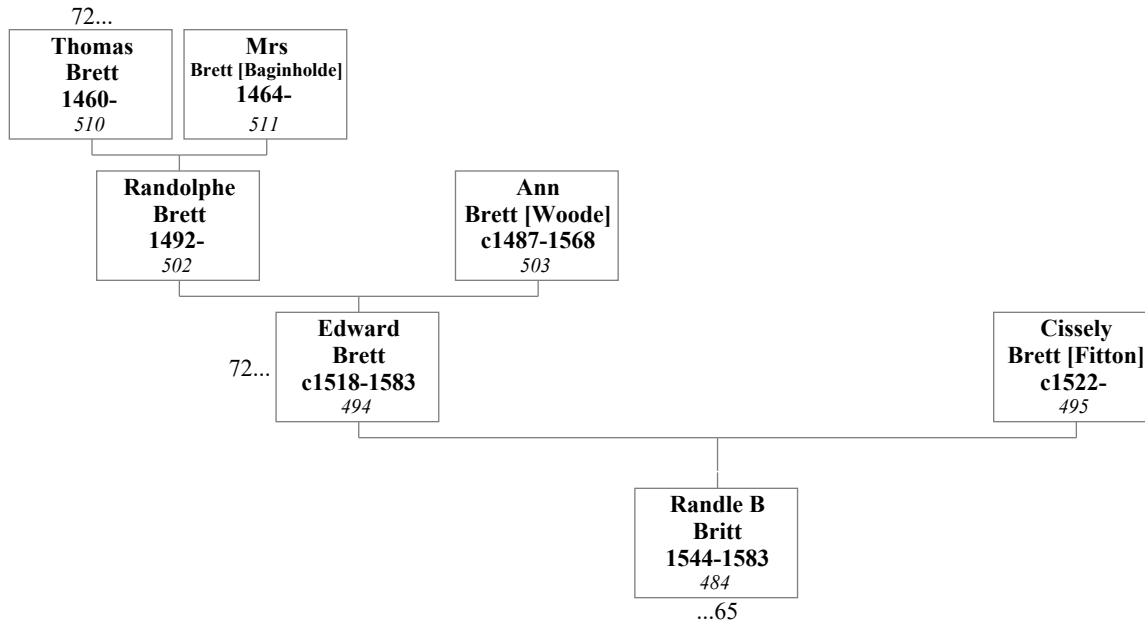 72...
Thomas
Brett
1460-
510
Mrs
Brett [Baginholde]
1464-
511
Randolphe
Brett
1492-
502
Ann
Brett [Woode]
c1487-1568
503
72...
Edward
Brett
c1518-1583
494
Cissely
Brett [Fitton]
c1522-
495
Randle B
Britt
1544-1583
484
...65